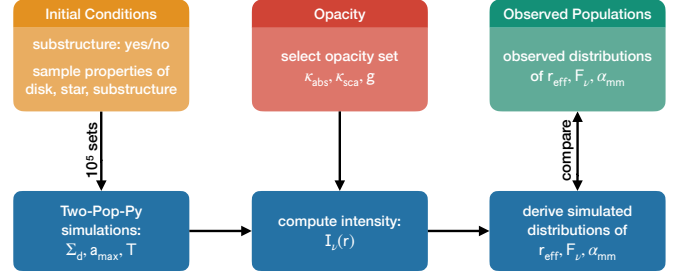 Initial Conditions
substructure: yes/no
sample properties of
disk, star, substructure
Opacity
select opacity set
κabs, κsca, g
Observed Populations
observed distributions
of reff, Fν, αmm
10⁵ sets
compare
Two-Pop-Py
simulations:
Σd, amax, T
compute intensity:
Iν(r)
derive simulated
distributions of
reff, Fν, αmm